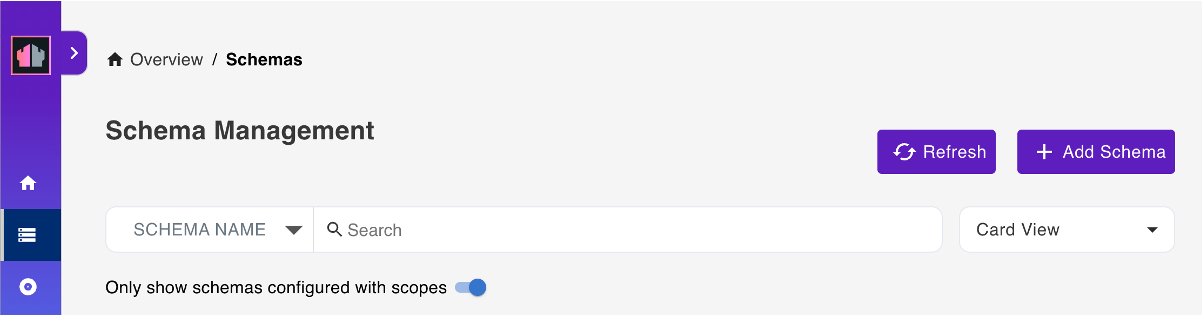 Overview / Schemas
Schema Management
Refresh
+ Add Schema
SCHEMA NAME
Search
Card View
Only show schemas configured with scopes